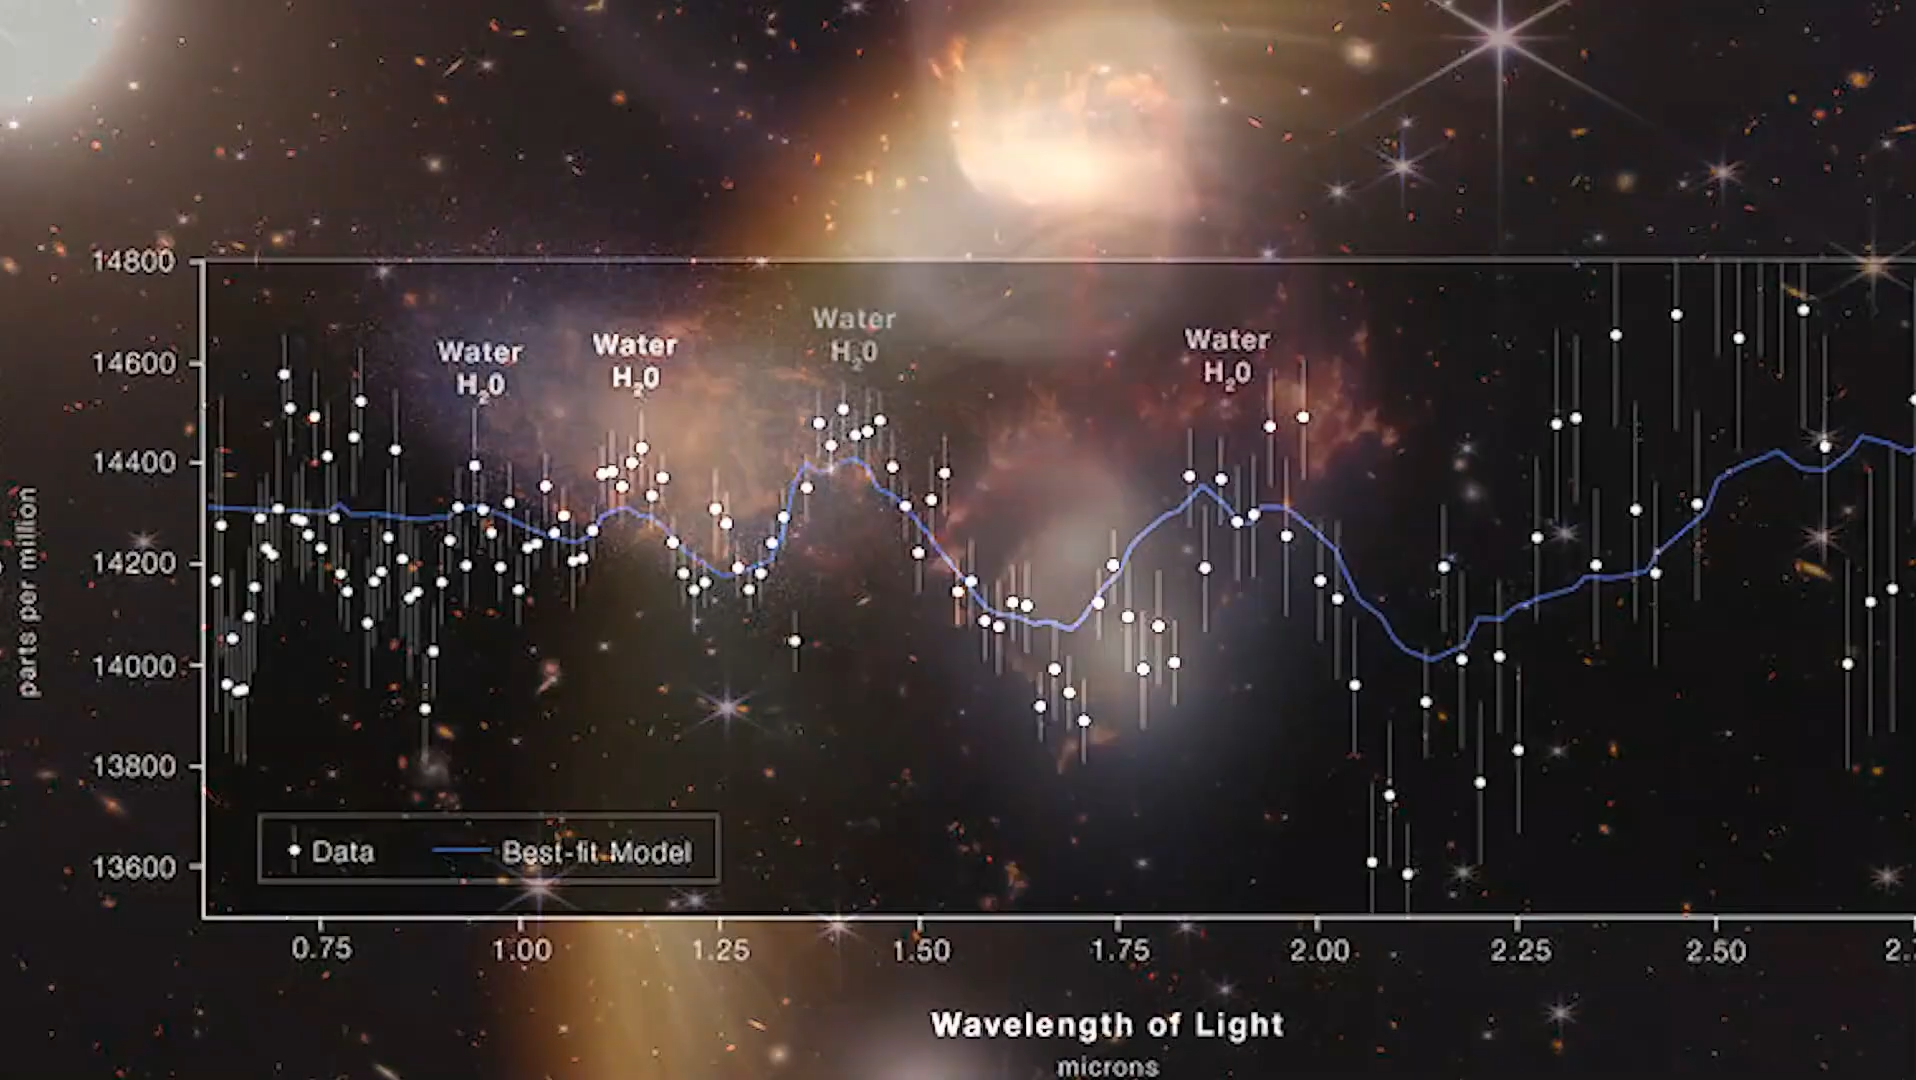 14800
14600
14400
14200
14000
13800
13600
parts per million
Water
H₂0
Water
H₂0
Water
H₂0
Water
H₂0
Data
Best-fit Model
0.75
1.00
1.25
1.50
1.75
2.00
2.25
2.50
Wavelength of Light
microns